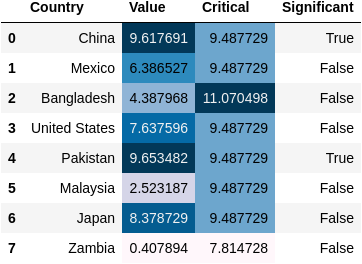 Country Value Critical Significant
0 China 9.617691 9.487729 True
1 Mexico 6.386527 9.487729 False
2 Bangladesh 4.387968 11.070498 False
3 United States 7.637596 9.487729 False
4 Pakistan 9.653482 9.487729 True
5 Malaysia 2.523187 9.487729 False
6 Japan 8.378729 9.487729 False
7 Zambia 0.407894 7.814728 False